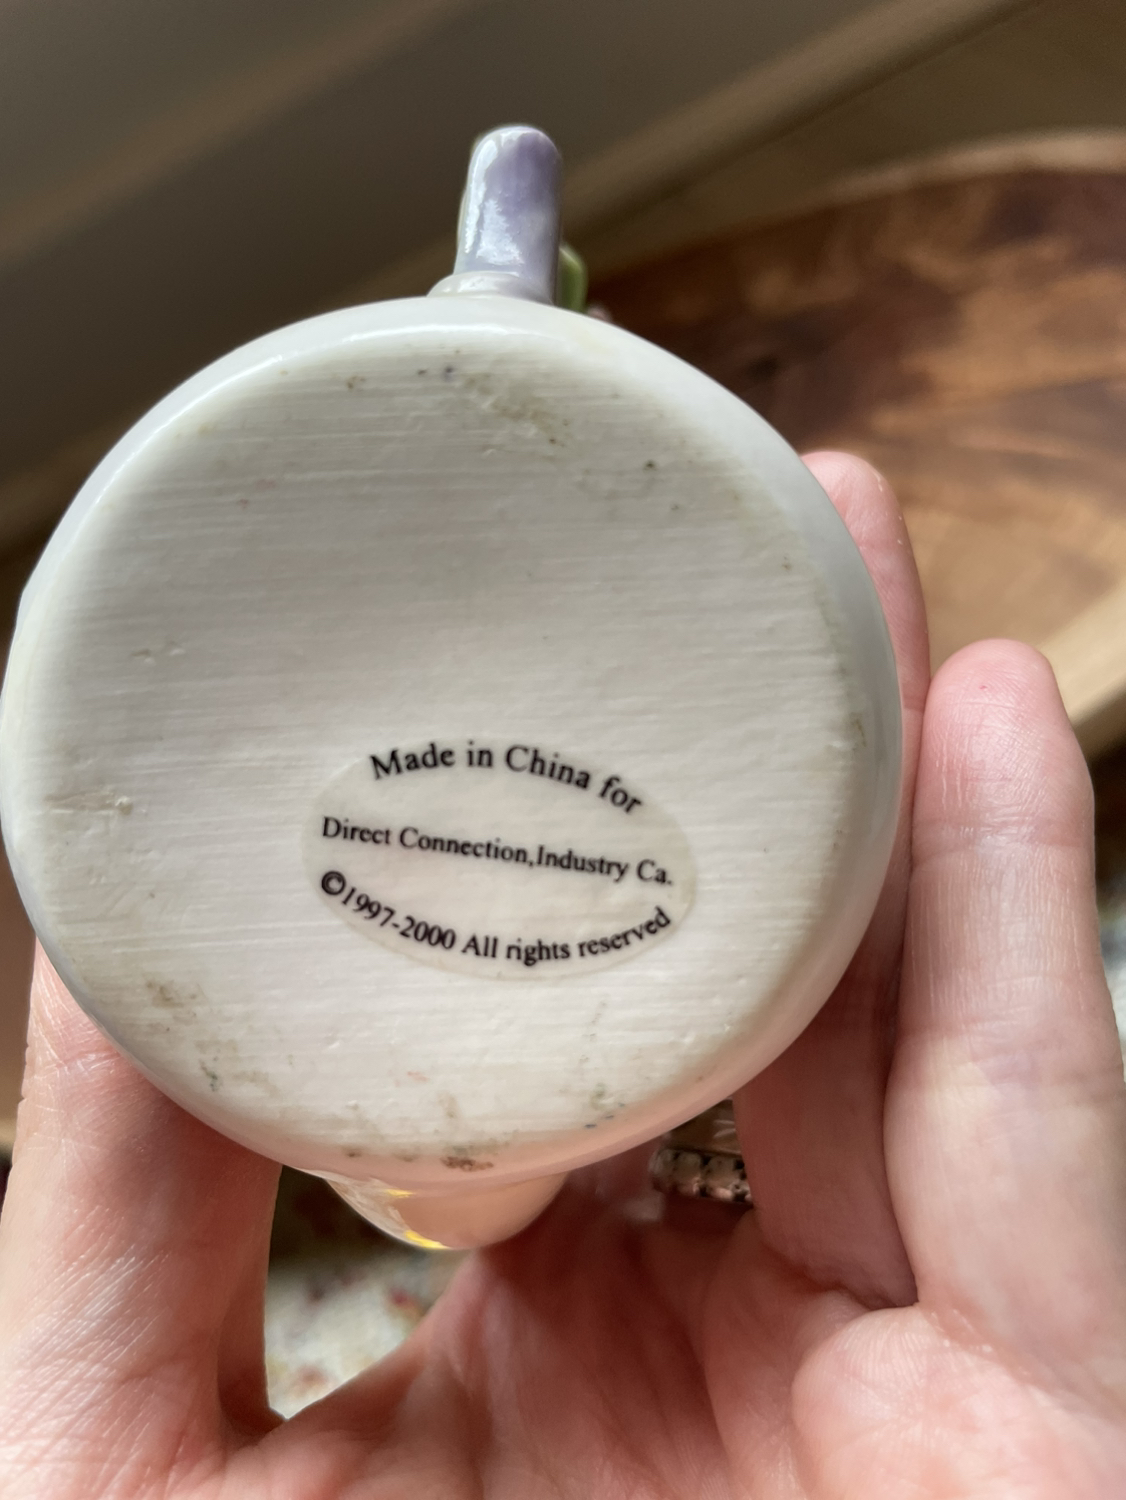 Made in China for
Direct Connection,Industry Ca.
©1997-2000 All rights reserved